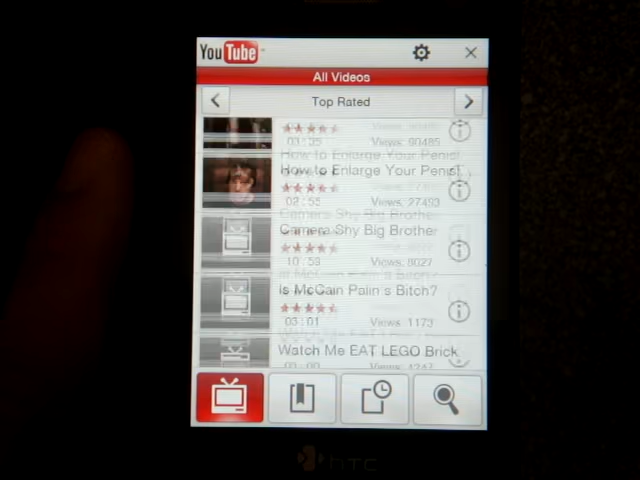 YouTube
All Videos
Top Rated
03:35 Views: 90485
How to Enlarge Your Penis!
02:55 Views: 27493
Camera Shy Big Brother
10:59 Views: 8027
Is McCain Palin's Bitch?
03:01 Views: 1173
Watch Me EAT LEGO Brick
hTC